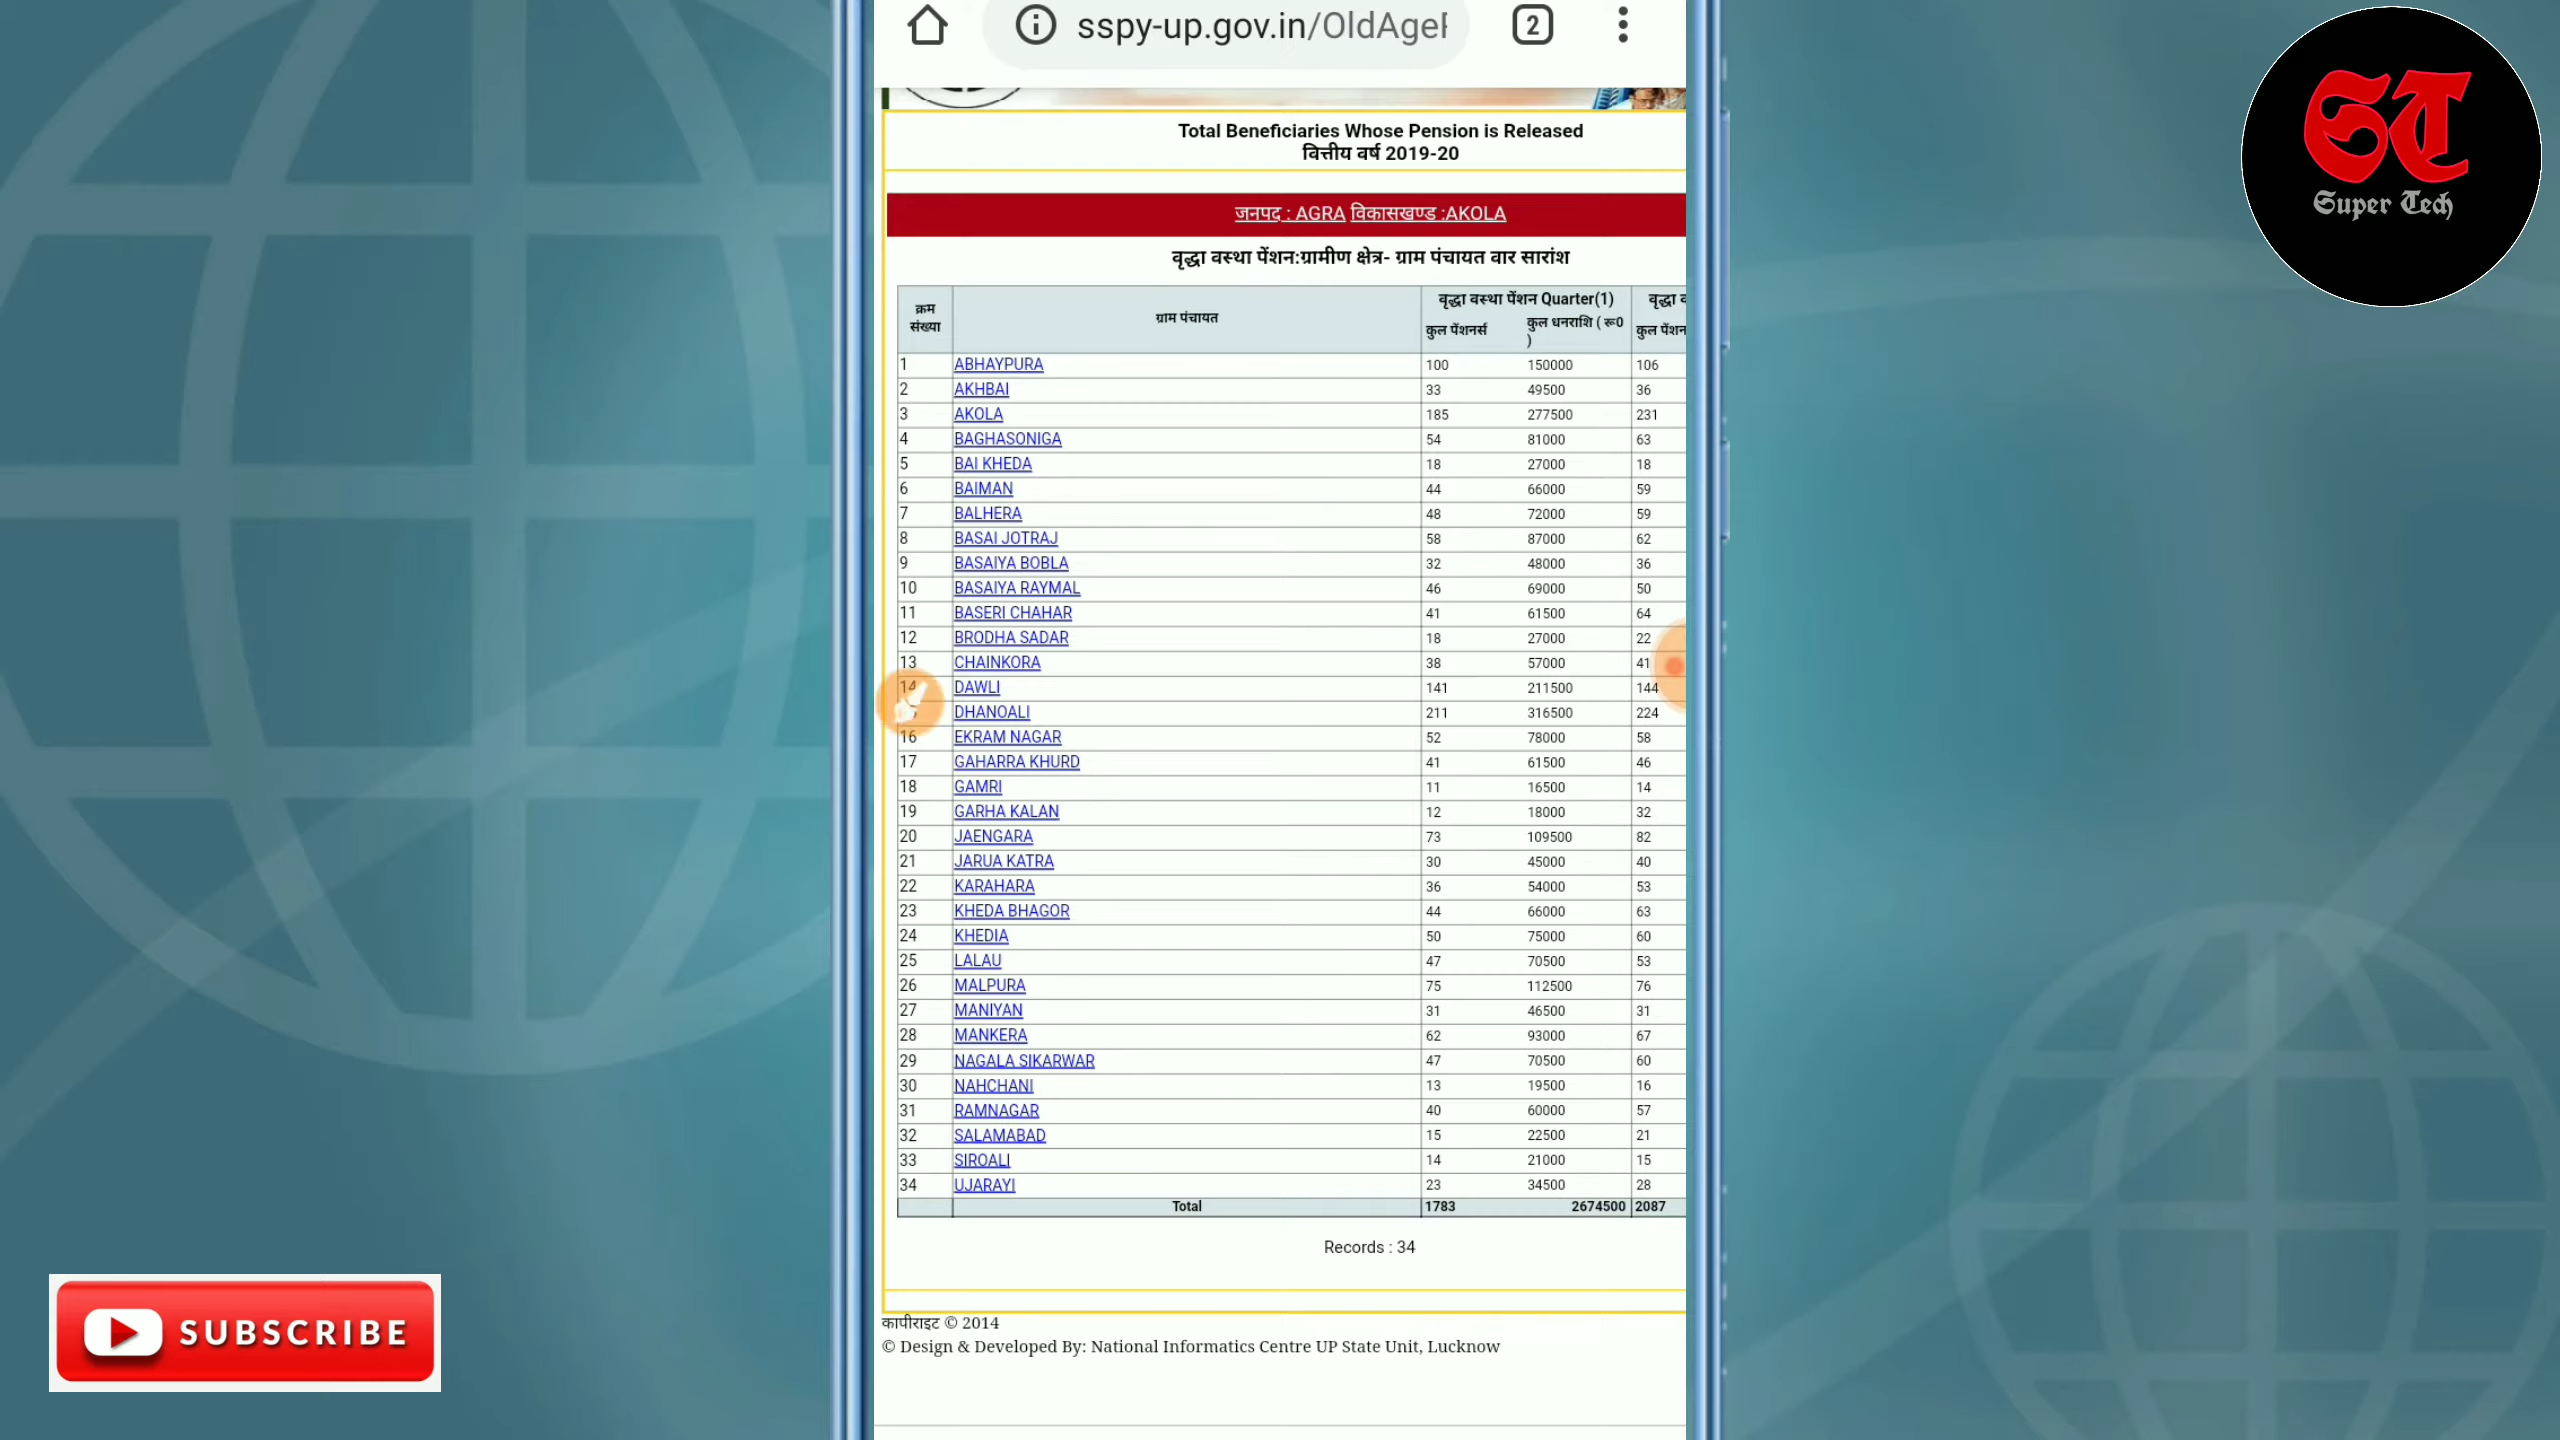 sspy-up.gov.in/OldAge
2
ST
Super Tech
Total Beneficiaries Whose Pension is Released
वित्तीय वर्ष 2019-20
जनपद : AGRA विकासखण्ड :AKOLA
वृद्धा वस्था पेंशन:ग्रामीण क्षेत्र- ग्राम पंचायत वार सारांश
क्रम संख्या ग्राम पंचायत वृद्धा वस्था पेंशन Quarter(1) वृद्धा
कुल पेंशनर्स कुल धनराशि ( रू0 ) कुल
1 ABHAYPURA 100 150000 106
2 AKHBAI 33 49500 36
3 AKOLA 185 277500 231
4 BAGHASONIGA 54 81000 63
5 BAI KHEDA 18 27000 18
6 BAIMAN 44 66000 59
7 BALHERA 48 72000 59
8 BASAI JOTRAJ 58 87000 62
9 BASAIYA BOBLA 32 48000 36
10 BASAIYA RAYMAL 46 69000 50
11 BASERI CHAHAR 41 61500 64
12 BRODHA SADAR 18 27000 22
13 CHAINKORA 38 57000 41
14 DAWLI 141 211500 144
DHANOALI 211 316500 224
16 EKRAM NAGAR 52 78000 58
17 GAHARRA KHURD 41 61500 46
18 GAMRI 11 16500 14
19 GARHA KALAN 12 18000 32
20 JAENGARA 73 109500 82
21 JARUA KATRA 30 45000 40
22 KARAHARA 36 54000 53
23 KHEDA BHAGOR 44 66000 63
24 KHEDIA 50 75000 60
25 LALAU 47 70500 53
26 MALPURA 75 112500 76
27 MANIYAN 31 46500 31
28 MANKERA 62 93000 67
29 NAGALA SIKARWAR 47 70500 60
30 NAHCHANI 13 19500 16
31 RAMNAGAR 40 60000 57
32 SALAMABAD 15 22500 21
33 SIROALI 14 21000 15
34 UJARAYI 23 34500 28
Total 1783 2674500 2087
Records : 34
कापीराइट © 2014
© Design & Developed By: National Informatics Centre UP State Unit, Lucknow
SUBSCRIBE